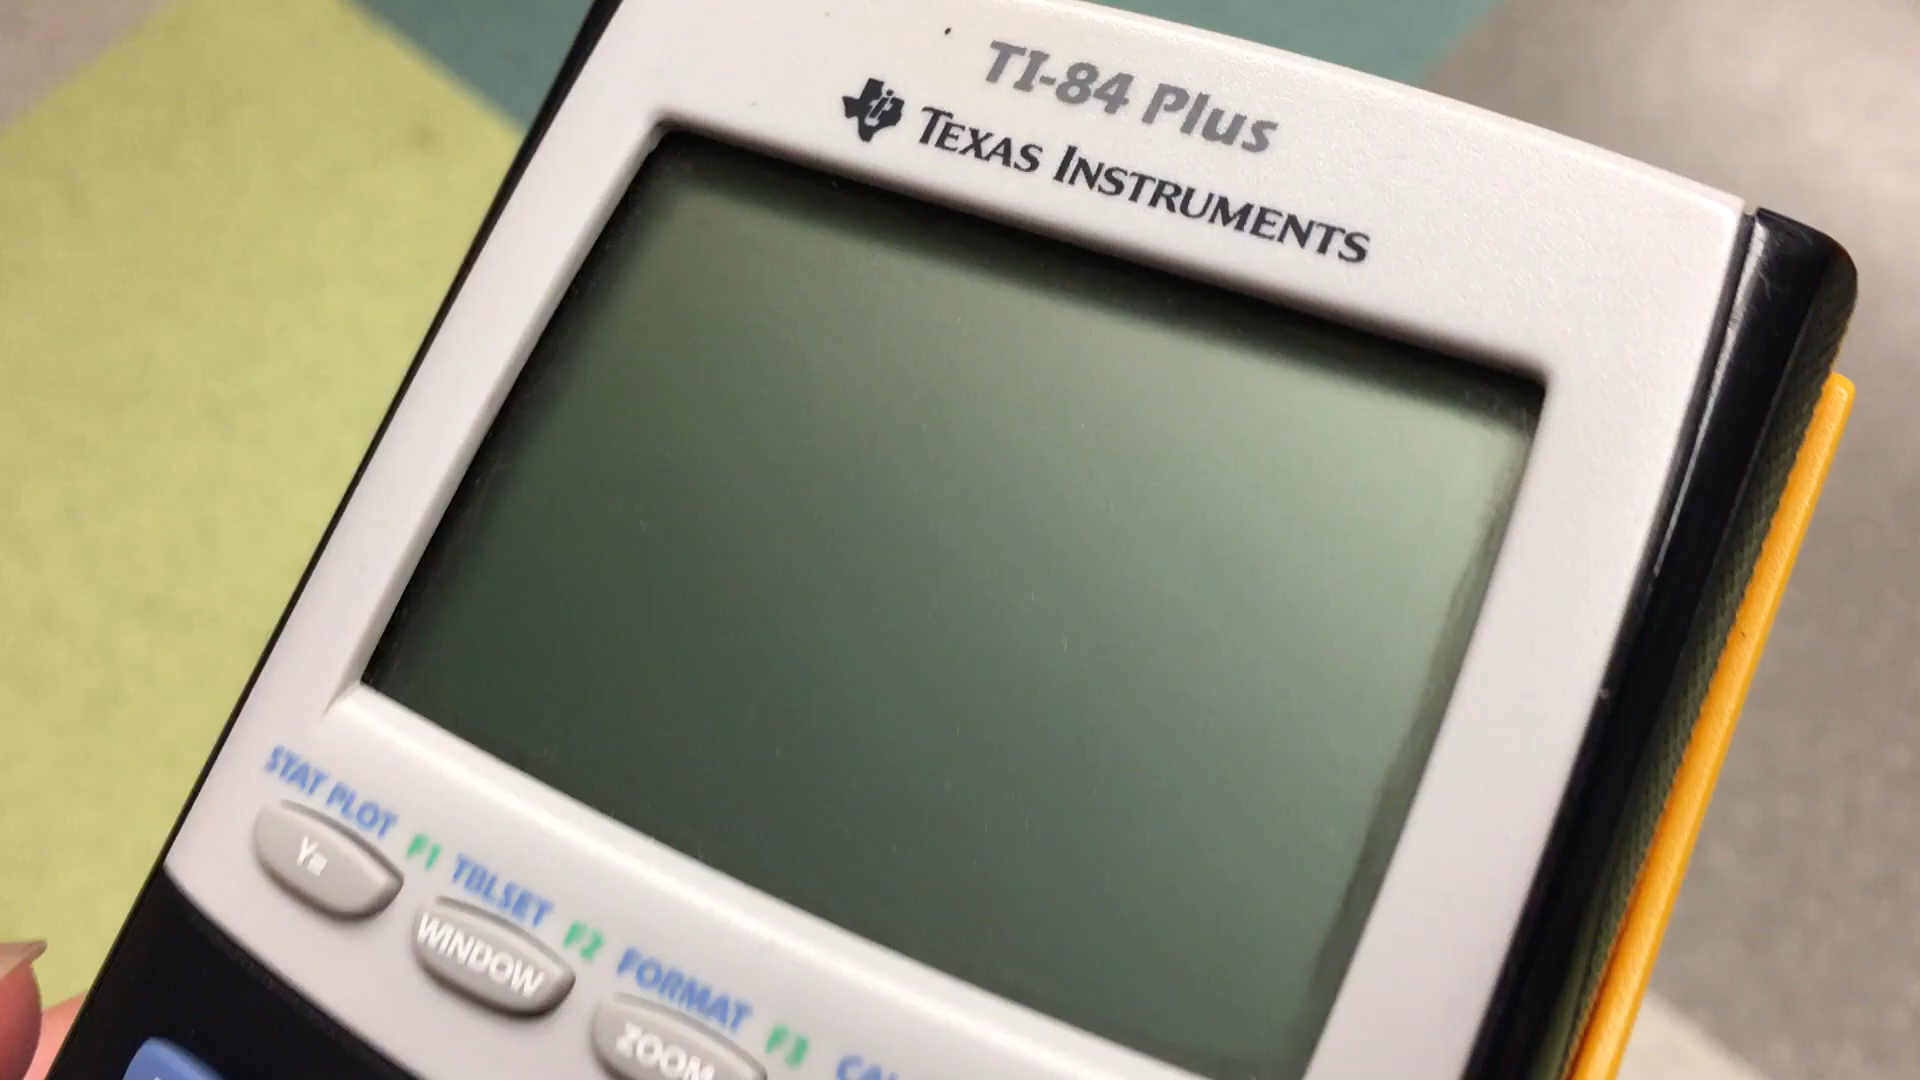 TI-84 Plus
TEXAS INSTRUMENTS
STAT PLOT F1 TBLSET F2 FORMAT F3
Y= WINDOW ZOOM